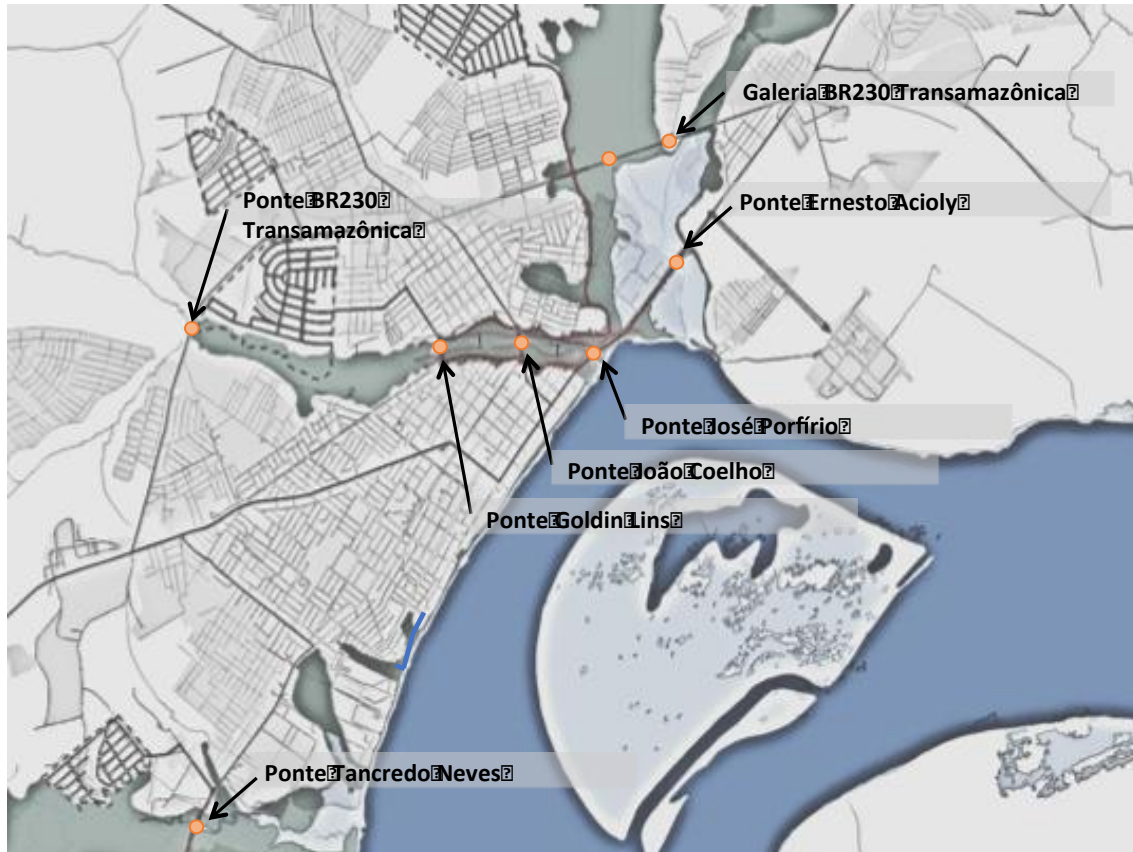 Galeria BR230 Transamazônica
Ponte BR230
Transamazônica
Ponte Ernesto Acioly
Ponte José Porfírio
Ponte João Coelho
Ponte Goldin Lins
Ponte Tancredo Neves